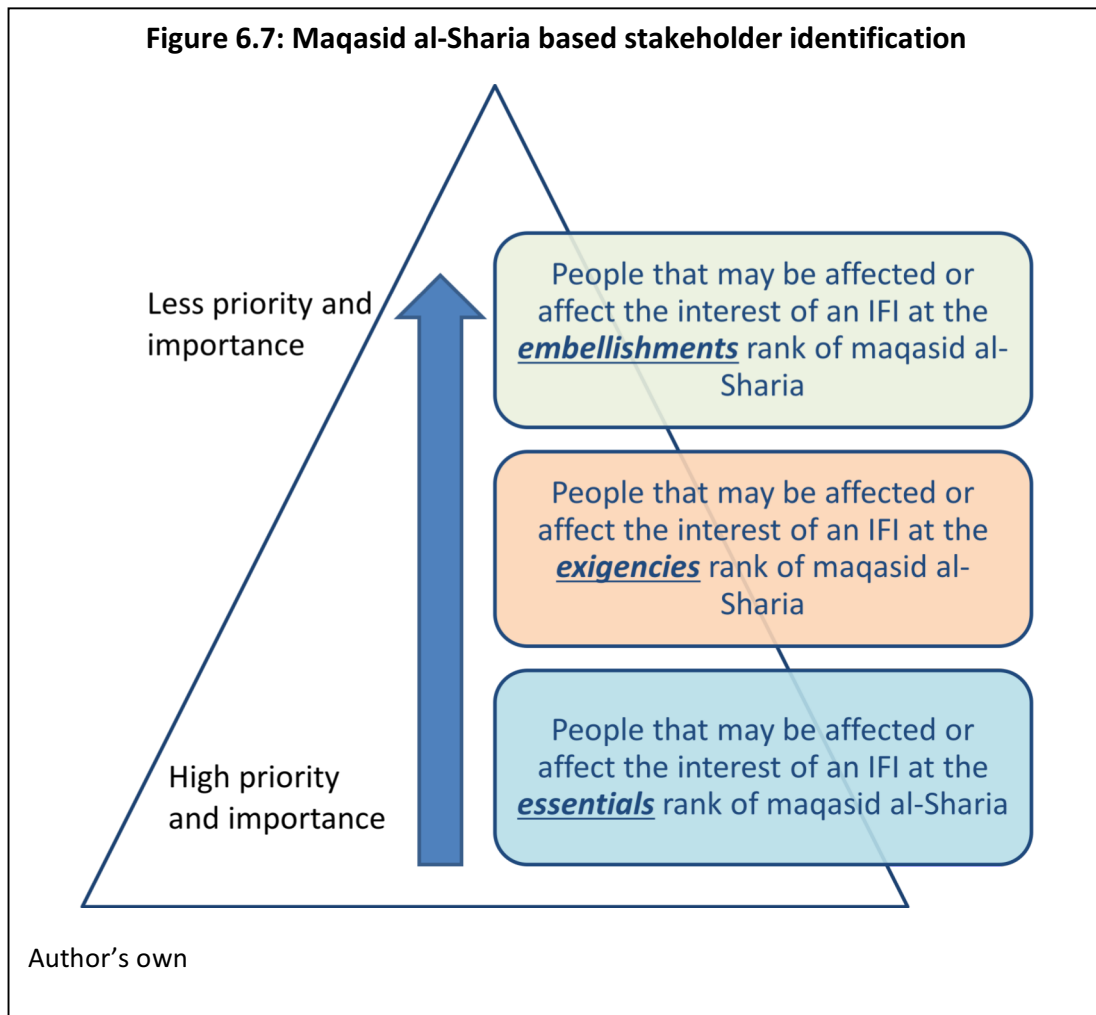 Figure 6.7: Maqasid al-Sharia based stakeholder identification
Less priority and
importance
People that may be affected or
affect the interest of an IFI at the
embellishments rank of maqasid al-
Sharia
People that may be affected or
affect the interest of an IFI at the
exigencies rank of maqasid al-
Sharia
High priority
and importance
People that may be affected or
affect the interest of an IFI at the
essentials rank of maqasid al-Sharia
Author’s own